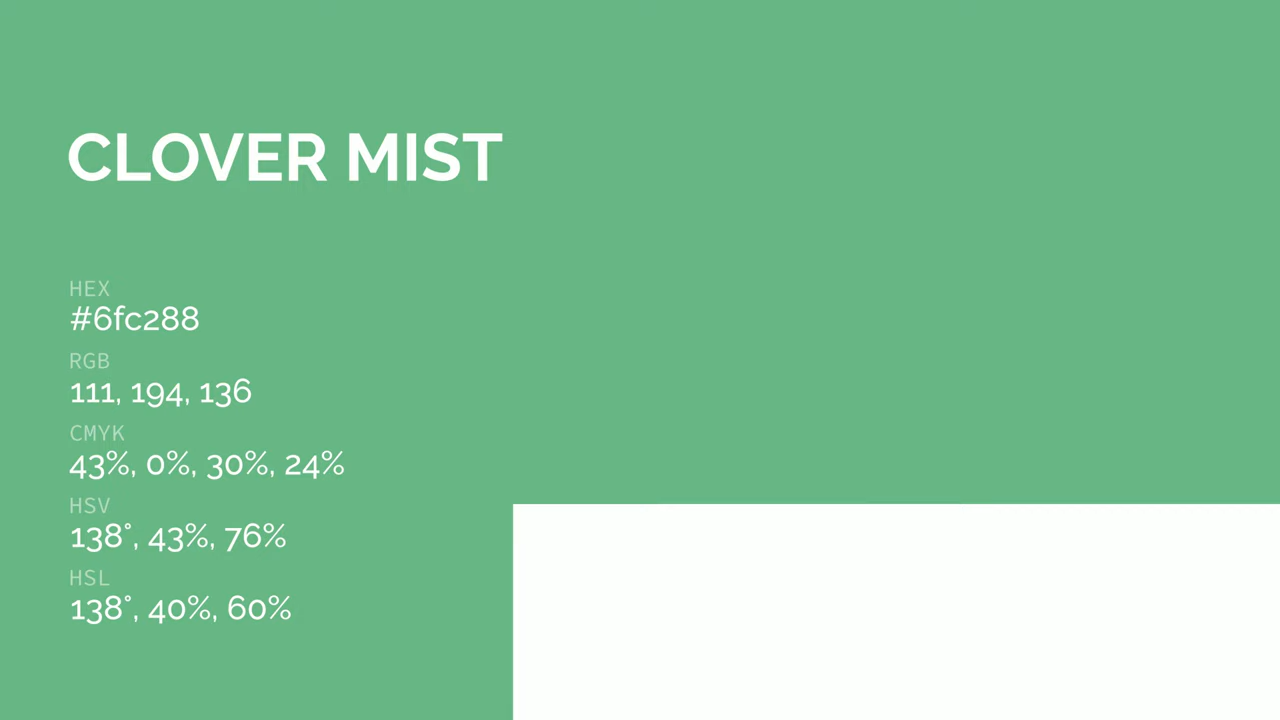 CLOVER MIST
HEX
#6fc288
RGB
111, 194, 136
CMYK
43%, 0%, 30%, 24%
HSV
138°, 43%, 76%
HSL
138°, 40%, 60%